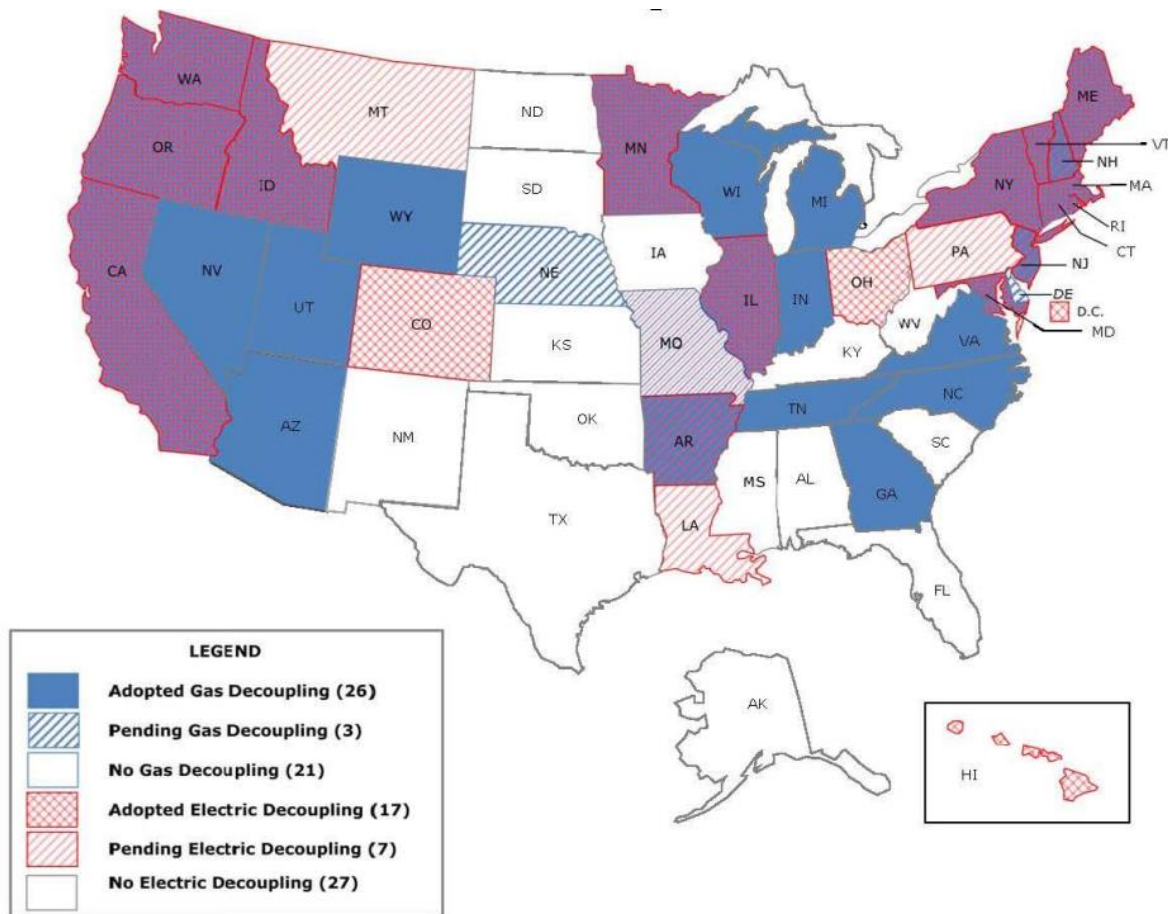 WA
MT
ND
MN
ME
VT
OR
ID
SD
WI
MI
NY
NH
MA
WY
RI
IA
PA
CT
NE
NJ
CA
NV
UT
CO
IL
IN
OH
DE
D.C.
WV
MD
KS
MO
KY
VA
AZ
NM
OK
TN
NC
AR
SC
MS
AL
GA
TX
LA
FL
AK
HI
LEGEND
Adopted Gas Decoupling (26)
Pending Gas Decoupling (3)
No Gas Decoupling (21)
Adopted Electric Decoupling (17)
Pending Electric Decoupling (7)
No Electric Decoupling (27)